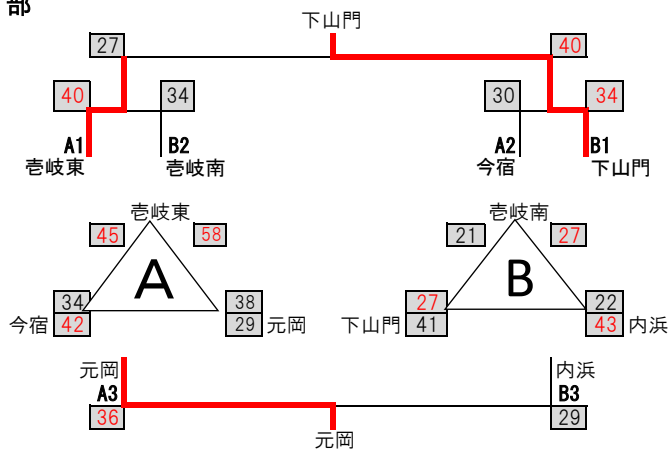 部
下山門
27 40
40 34 30 34
A1 B2 A2 B1
壱岐東 壱岐南 今宿 下山門
壱岐東 壱岐南
45 58 21 27
A B
34 38 27 22
今宿 42 29 元岡 下山門 41 43 内浜
元岡 内浜
A3 B3
36 29
元岡